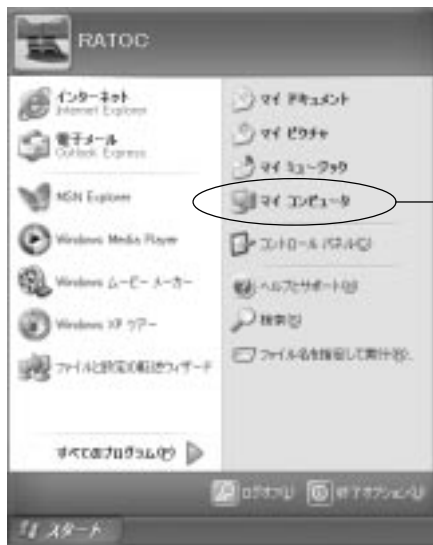 RATOC
インターネット
Internet Explorer
電子メール
Outlook Express
MSN Explorer
Windows Media Player
Windows ムービー メーカー
Windows XP ツアー
ファイルと設定の転送ウィザード
すべてのプログラム(P)
マイ ドキュメント
マイ ピクチャ
マイ ミュージック
マイ コンピュータ
コントロール パネル(C)
ヘルプとサポート(H)
検索(S)
ファイル名を指定して実行(R)...
ログオフ(L)
終了オプション(U)
スタート